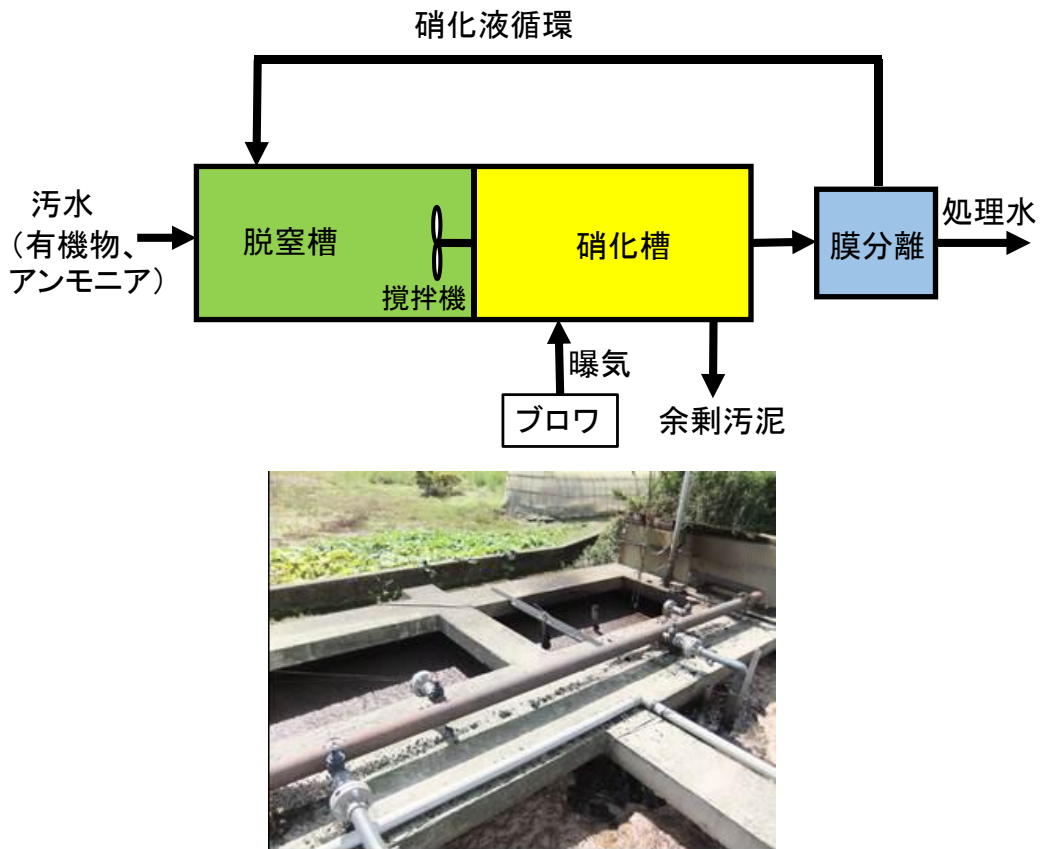 硝化液循環
汚水
（有機物、
アンモニア）
脱窒槽
撹拌機
硝化槽
膜分離
処理水
曝気
ブロワ
余剰汚泥